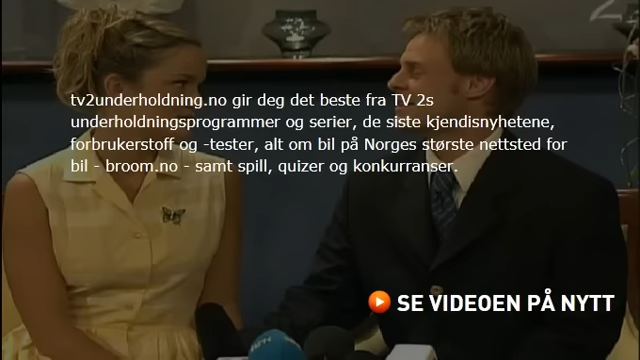 2
tv2underholdning.no gir deg det beste fra TV 2s
underholdningsprogrammer og serier, de siste kjendisnyhetene,
forbrukerstoff og -tester, alt om bil på Norges største nettsted for
bil - broom.no - samt spill, quizer og konkurranser.
SE VIDEOEN PÅ NYTT